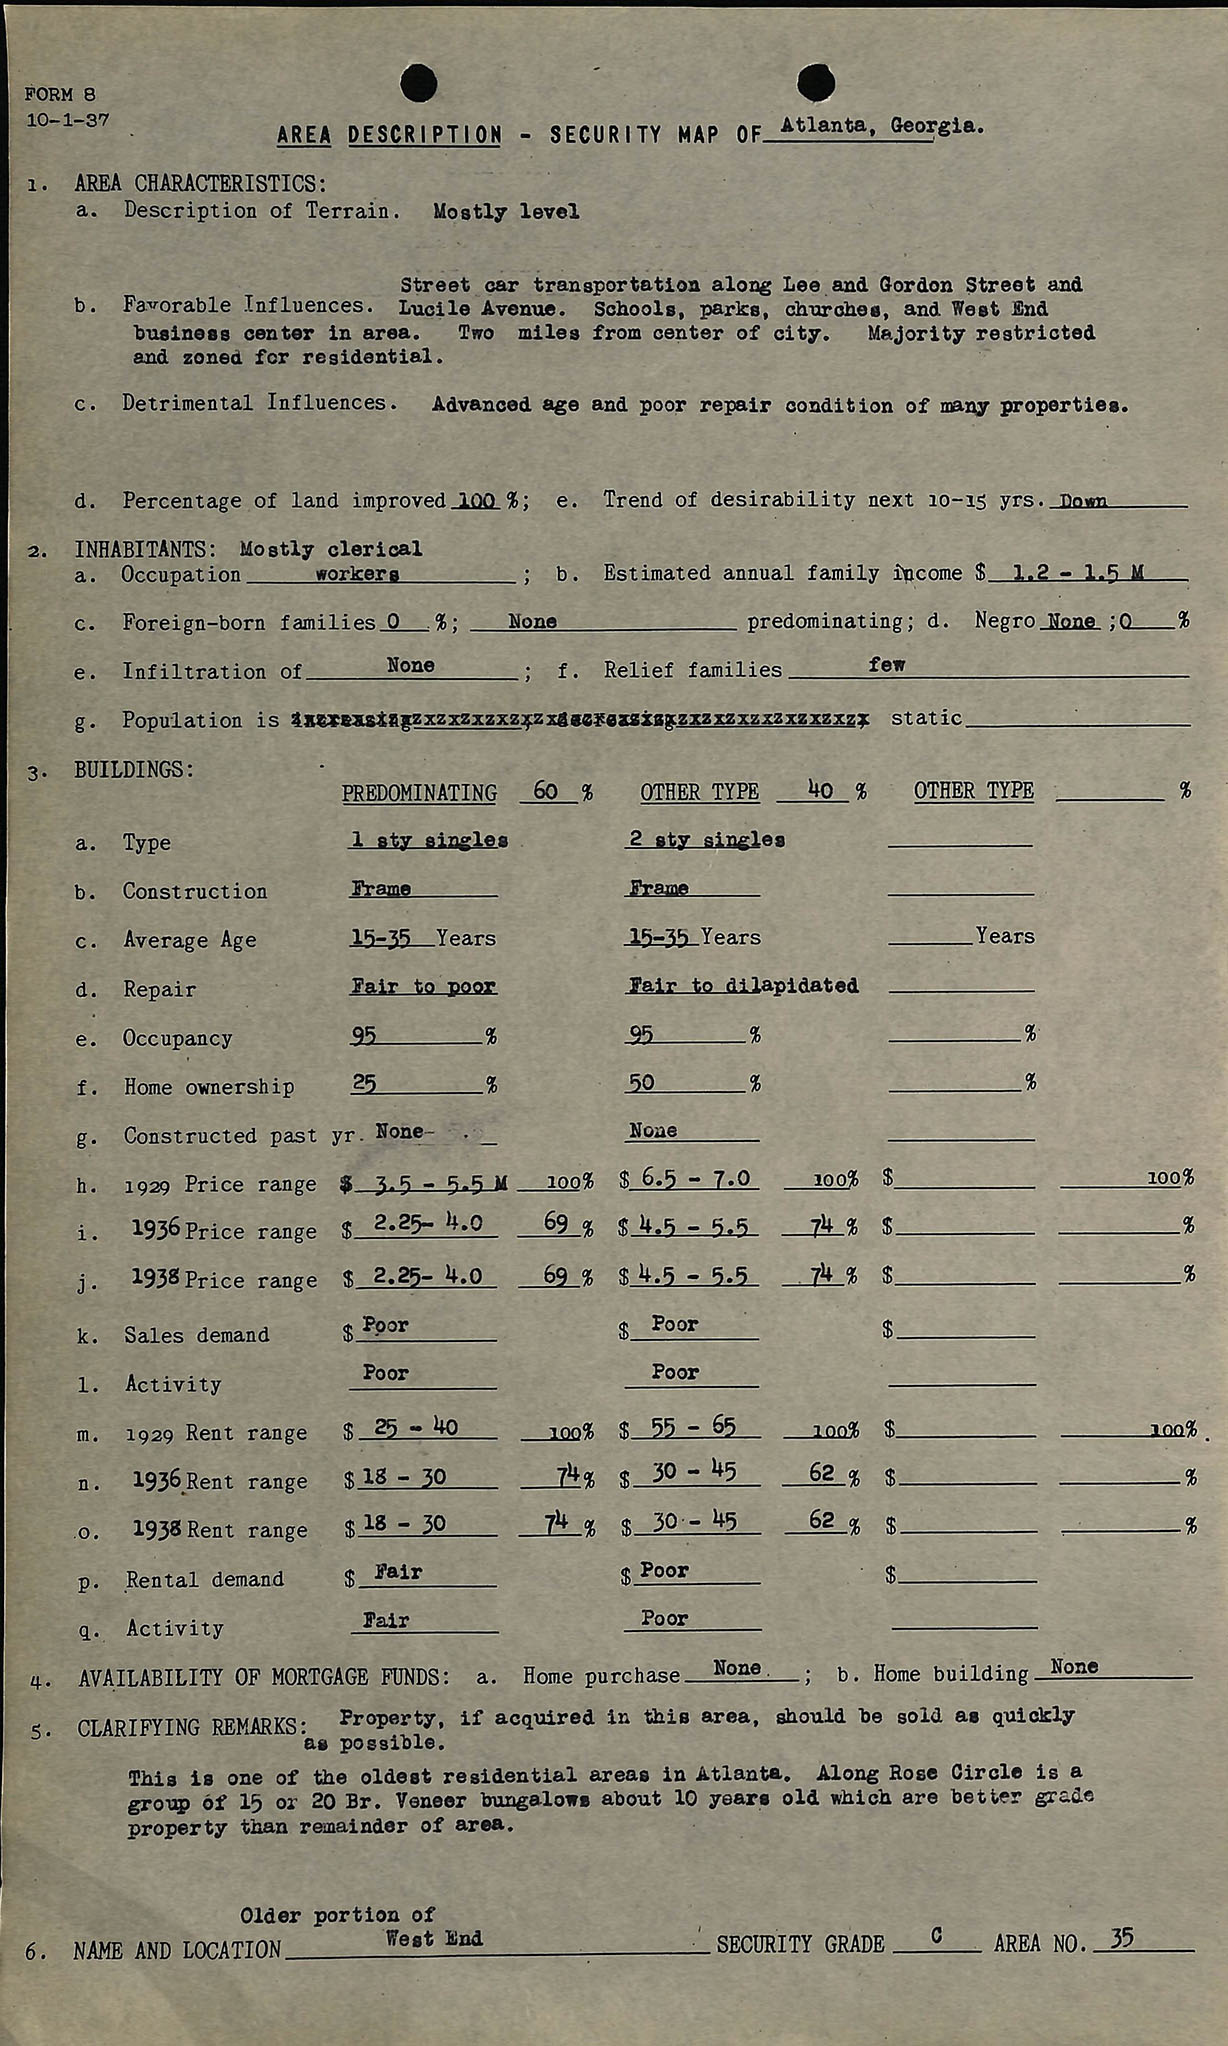 FORM 8
10-1-37
AREA DESCRIPTION - SECURITY MAP OF Atlanta, Georgia.
1. AREA CHARACTERISTICS:
a. Description of Terrain. Mostly level
Street car transportation along Lee and Gordon Street and
b. Favorable Influences. Lucile Avenue. Schools, parks, churches, and West End
business center in area. Two miles from center of city. Majority restricted
and zoned for residential.
c. Detrimental Influences. Advanced age and poor repair condition of many properties.
d. Percentage of land improved 100 %; e. Trend of desirability next 10-15 yrs. Down
2. INHABITANTS: Mostly clerical
a. Occupation workers ; b. Estimated annual family income $ 1.2 - 1.5 M
c. Foreign-born families 0 %; None predominating; d. Negro None ; 0 %
e. Infiltration of None ; f. Relief families few
g. Population is static
3. BUILDINGS:
PREDOMINATING 60 % OTHER TYPE 40 % OTHER TYPE %
a. Type 1 sty singles 2 sty singles
b. Construction Frame Frame
c. Average Age 15-35 Years 15-35 Years Years
d. Repair Fair to poor Fair to dilapidated
e. Occupancy 95 % 95 % %
f. Home ownership 25 % 50 % %
g. Constructed past yr. None- None
h. 1929 Price range $ 3.5 - 5.5 M 100% $ 6.5 - 7.0 100% $ 100%
i. 1936 Price range $ 2.25- 4.0 69 % $ 4.5 - 5.5 74 % $ %
j. 1938 Price range $ 2.25- 4.0 69 % $ 4.5 - 5.5 74 % $ %
k. Sales demand $ Poor $ Poor $
l. Activity Poor Poor
m. 1929 Rent range $ 25 - 40 100% $ 55 - 65 100% $ 100%
n. 1936 Rent range $ 18 - 30 74% $ 30 - 45 62 % $ %
o. 1938 Rent range $ 18 - 30 74 % $ 30 - 45 62 % $ %
p. Rental demand $ Fair $ Poor $
q. Activity Fair Poor
4. AVAILABILITY OF MORTGAGE FUNDS: a. Home purchase None ; b. Home building None
5. CLARIFYING REMARKS: Property, if acquired in this area, should be sold as quickly
as possible.
This is one of the oldest residential areas in Atlanta. Along Rose Circle is a
group of 15 or 20 Br. Veneer bungalows about 10 years old which are better grade
property than remainder of area.
Older portion of
6. NAME AND LOCATION West End SECURITY GRADE C AREA NO. 35